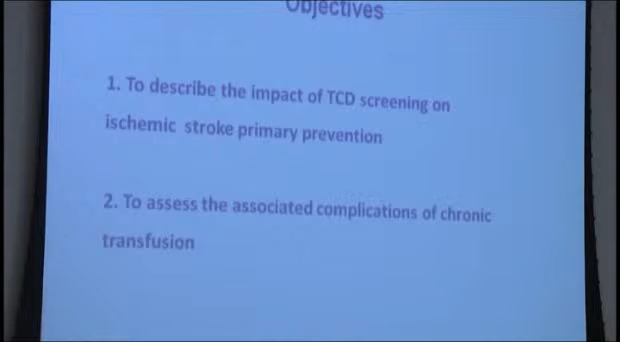 Objectives
1. To describe the impact of TCD screening on
ischemic stroke primary prevention
2. To assess the associated complications of chronic
transfusion